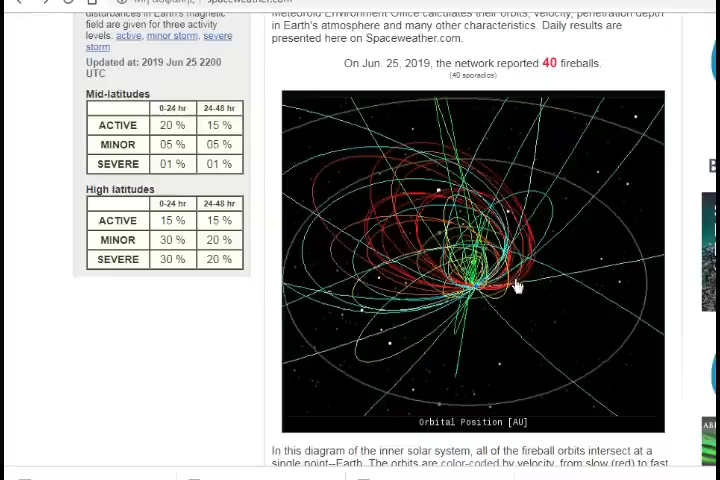 disturbances in Earth's magnetic
field are given for three activity
levels: active, minor storm, severe
storm
Updated at: 2019 Jun 25 2200
UTC
Mid-latitudes
0-24 hr 24-48 hr
ACTIVE 20 % 15 %
MINOR 05 % 05 %
SEVERE 01 % 01 %
High latitudes
0-24 hr 24-48 hr
ACTIVE 15 % 15 %
MINOR 30 % 20 %
SEVERE 30 % 20 %
Meteoroid Environment Office calculates their orbits, velocity, penetration depth
in Earth's atmosphere and many other characteristics. Daily results are
presented here on Spaceweather.com.
On Jun. 25, 2019, the network reported 40 fireballs.
(40 sporadics)
Orbital Position [AU]
In this diagram of the inner solar system, all of the fireball orbits intersect at a
single point--Earth. The orbits are color-coded by velocity, from slow (red) to fast